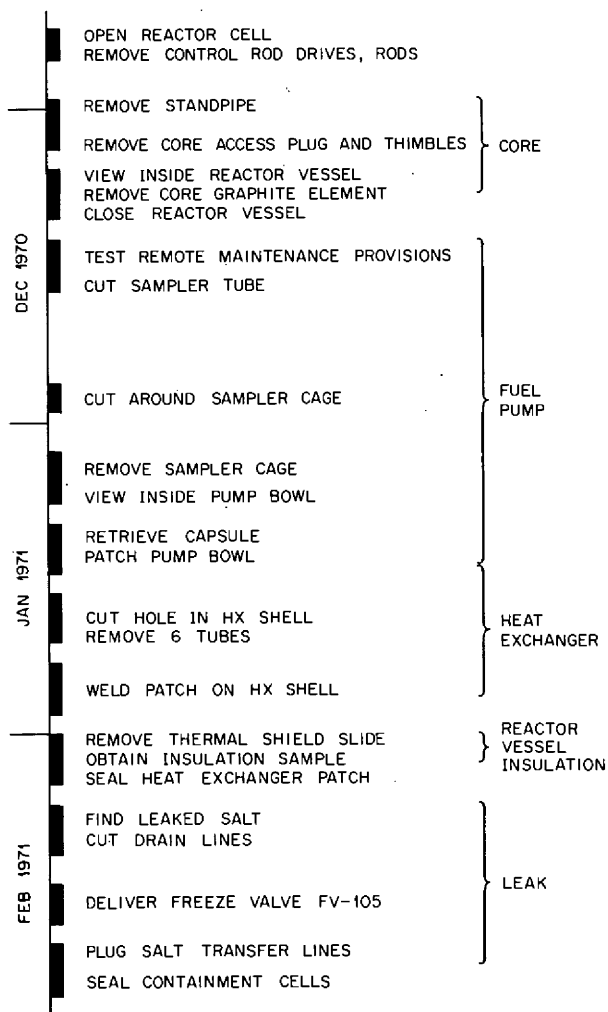 OPEN REACTOR CELL
REMOVE CONTROL ROD DRIVES, RODS
REMOVE STANDPIPE
REMOVE CORE ACCESS PLUG AND THIMBLES
CORE
VIEW INSIDE REACTOR VESSEL
REMOVE CORE GRAPHITE ELEMENT
CLOSE REACTOR VESSEL
DEC 1970
TEST REMOTE MAINTENANCE PROVISIONS
CUT SAMPLER TUBE
CUT AROUND SAMPLER CAGE
FUEL
PUMP
REMOVE SAMPLER CAGE
VIEW INSIDE PUMP BOWL
RETRIEVE CAPSULE
PATCH PUMP BOWL
JAN 1971
CUT HOLE IN HX SHELL
REMOVE 6 TUBES
HEAT
EXCHANGER
WELD PATCH ON HX SHELL
REMOVE THERMAL SHIELD SLIDE
OBTAIN INSULATION SAMPLE
SEAL HEAT EXCHANGER PATCH
REACTOR
VESSEL
INSULATION
FEB 1971
FIND LEAKED SALT
CUT DRAIN LINES
DELIVER FREEZE VALVE FV-105
LEAK
PLUG SALT TRANSFER LINES
SEAL CONTAINMENT CELLS